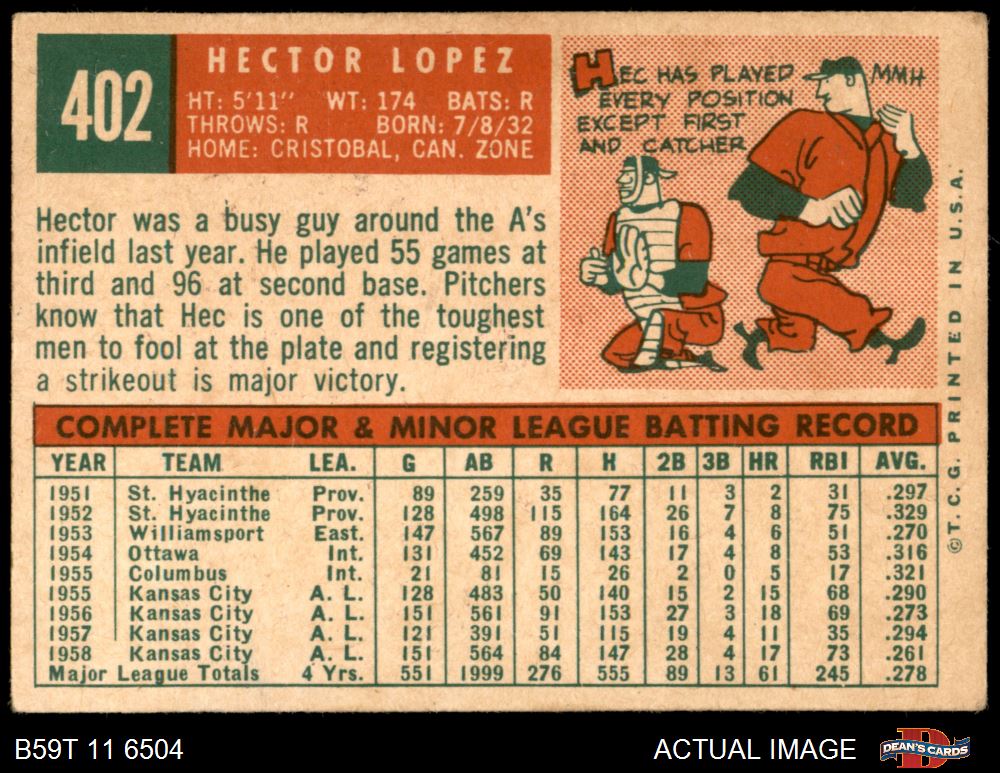 402
HECTOR LOPEZ
HT: 5'11" WT: 174 BATS: R
THROWS: R BORN: 7/8/32
HOME: CRISTOBAL, CAN. ZONE
HEC HAS PLAYED
EVERY POSITION
EXCEPT FIRST
AND CATCHER
MMH
Hector was a busy guy around the A's
infield last year. He played 55 games at
third and 96 at second base. Pitchers
know that Hec is one of the toughest
men to fool at the plate and registering
a strikeout is major victory.
©T. C. G. PRINTED IN U.S.A.
COMPLETE MAJOR & MINOR LEAGUE BATTING RECORD
YEAR TEAM LEA. G AB R H 2B 3B HR RBI AVG.
1951 St. Hyacinthe Prov. 89 259 35 77 11 3 2 31 .297
1952 St. Hyacinthe Prov. 128 498 115 164 26 7 8 75 .329
1953 Williamsport East. 147 567 89 153 16 4 6 51 .270
1954 Ottawa Int. 131 452 69 143 17 4 8 53 .316
1955 Columbus Int. 21 81 15 26 2 0 5 17 .321
1955 Kansas City A. L. 128 483 50 140 15 2 15 68 .290
1956 Kansas City A. L. 151 561 91 153 27 3 18 69 .273
1957 Kansas City A. L. 121 391 51 115 19 4 11 35 .294
1958 Kansas City A. L. 151 564 84 147 28 4 17 73 .261
Major League Totals 4 Yrs. 551 1999 276 555 89 13 61 245 .278
B59T 11 6504
ACTUAL IMAGE
DEAN'S CARDS